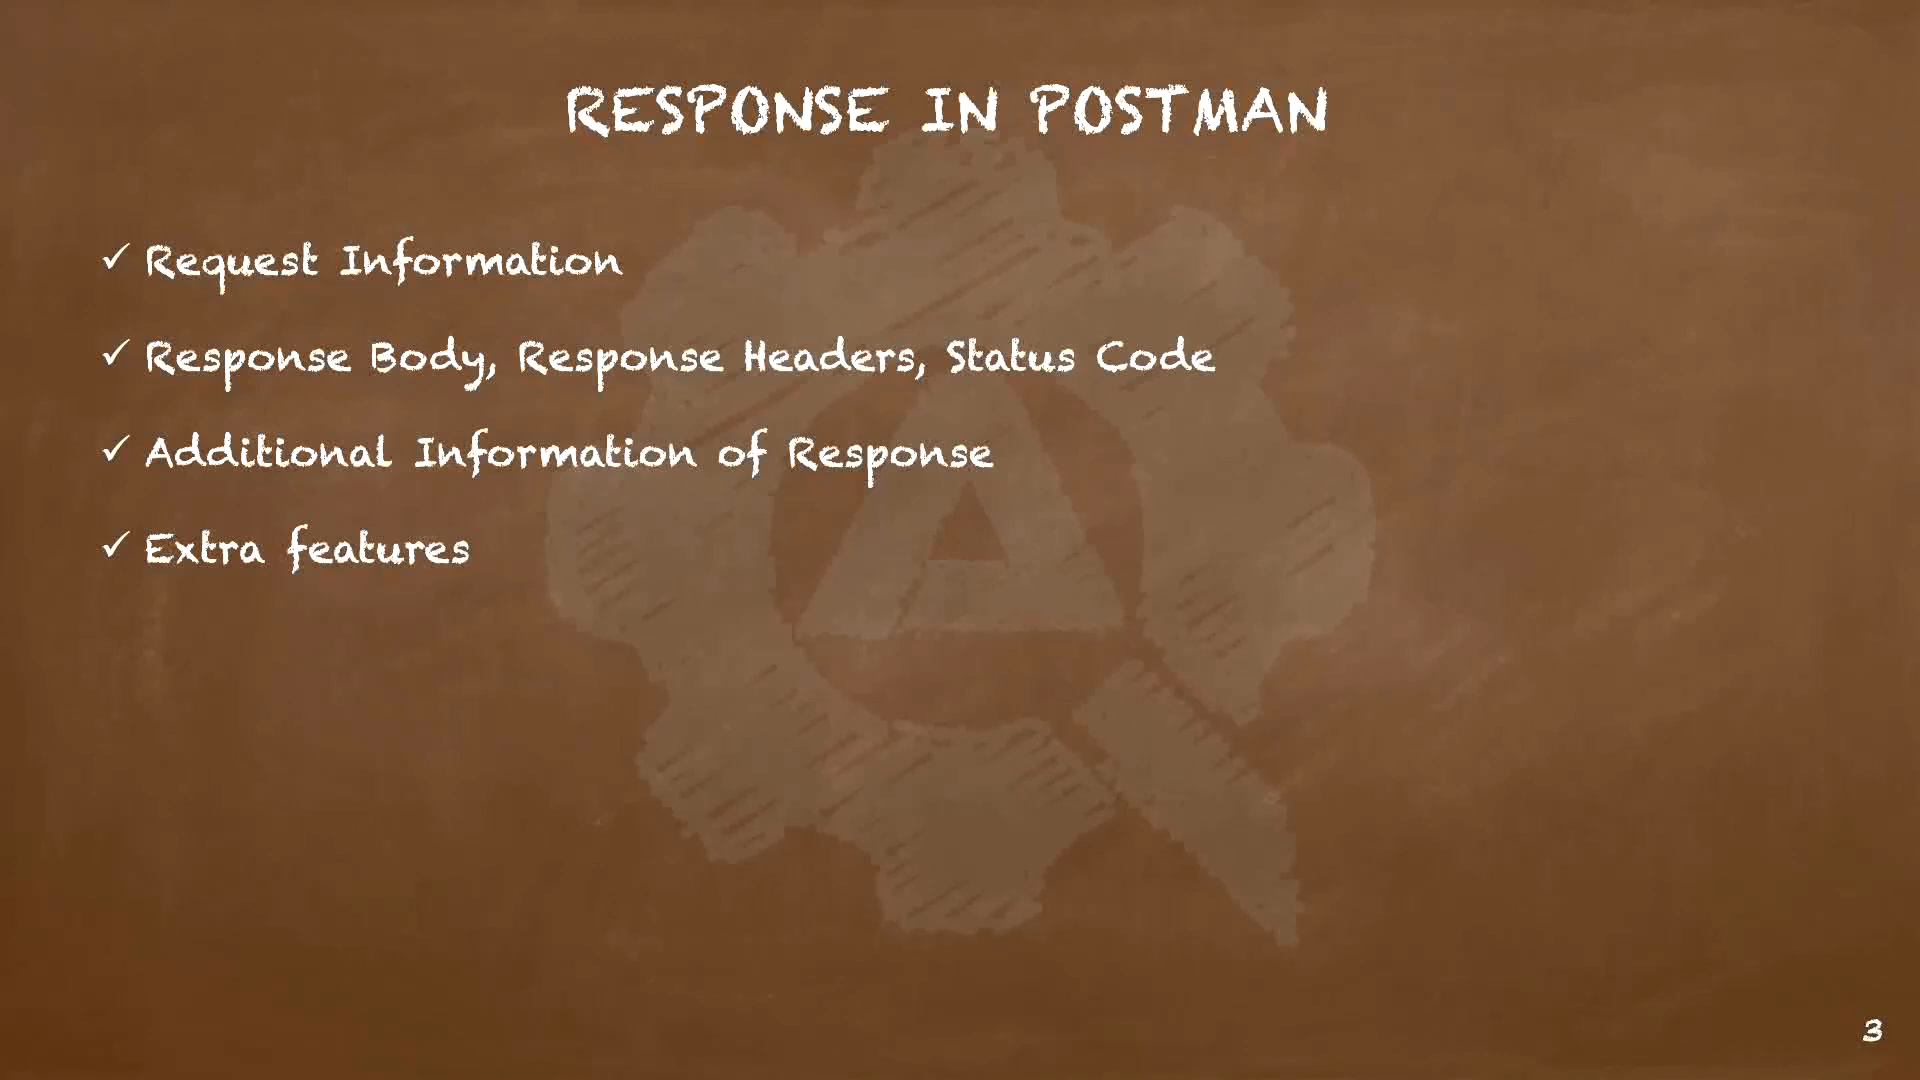 RESPONSE IN POSTMAN
✓ Request Information
✓ Response Body, Response Headers, Status Code
✓ Additional Information of Response
✓ Extra features
3